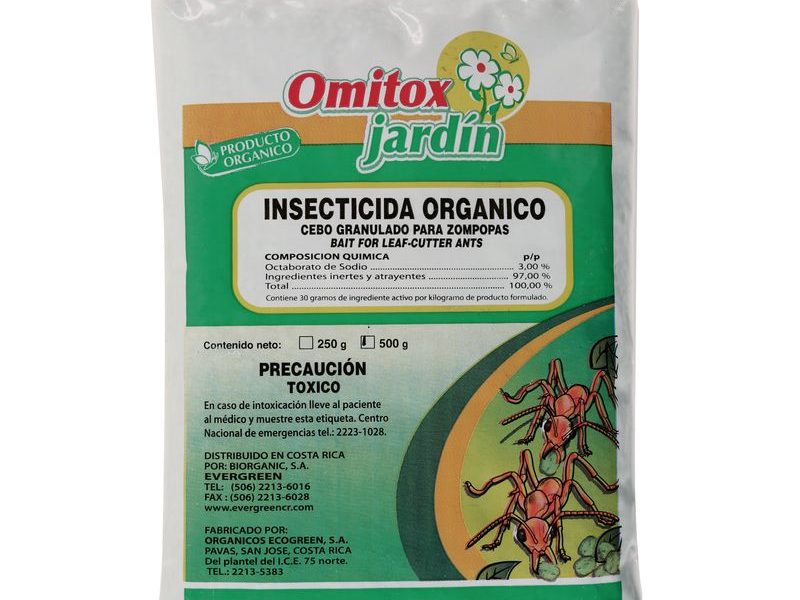 Omitox
jardín
PRODUCTO
ORGANICO
INSECTICIDA ORGANICO
CEBO GRANULADO PARA ZOMPOPAS
BAIT FOR LEAF-CUTTER ANTS
COMPOSICION QUIMICA p/p
Octaborato de Sodio ........................................ 3,00 %
Ingredientes inertes y atrayentes ...................... 97,00 %
Total ............................................................... 100,00 %
Contiene 30 gramos de ingrediente activo por kilogramo de producto formulado.
Contenido neto: 250 g 500 g
PRECAUCIÓN
TOXICO
En caso de intoxicación lleve al paciente
al médico y muestre esta etiqueta. Centro
Nacional de emergencias tel.: 2223-1028.
DISTRIBUIDO EN COSTA RICA
POR: BIORGANIC, S.A.
EVERGREEN
TEL: (506) 2213-6016
FAX : (506) 2213-6028
www.evergreencr.com
FABRICADO POR:
ORGANICOS ECOGREEN, S.A.
PAVAS, SAN JOSE, COSTA RICA
Del plantel del I.C.E. 75 norte.
TEL.: 2213-5383